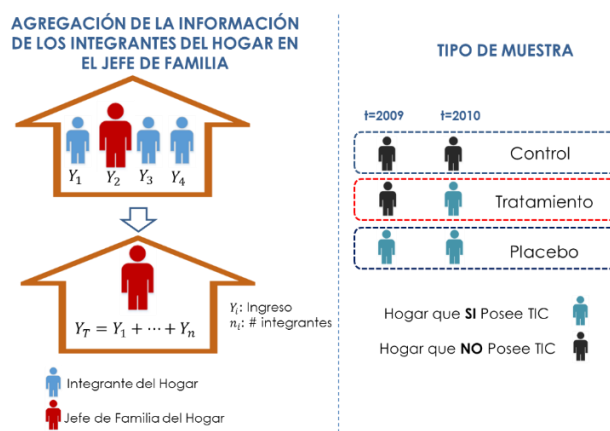 AGREGACIÓN DE LA INFORMACIÓN
DE LOS INTEGRANTES DEL HOGAR EN
EL JEFE DE FAMILIA
Y₁ Y₂ Y₃ Y₄
Y_T = Y₁ + ⋯ + Yₙ
Yᵢ: Ingreso
nᵢ: # integrantes
Integrante del Hogar
Jefe de Familia del Hogar
TIPO DE MUESTRA
t=2009 t=2010
Control
Tratamiento
Placebo
Hogar que SI Posee TIC
Hogar que NO Posee TIC